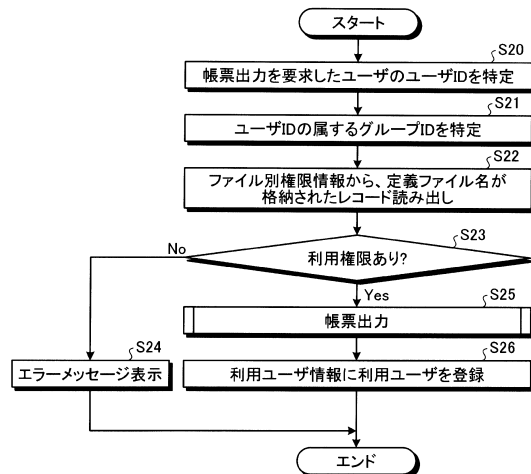 スタート
S20
帳票出力を要求したユーザのユーザIDを特定
S21
ユーザIDの属するグループIDを特定
S22
ファイル別権限情報から、定義ファイル名が
格納されたレコード読み出し
S23
利用権限あり?
No
Yes
S25
帳票出力
S24
エラーメッセージ表示
S26
利用ユーザ情報に利用ユーザを登録
エンド